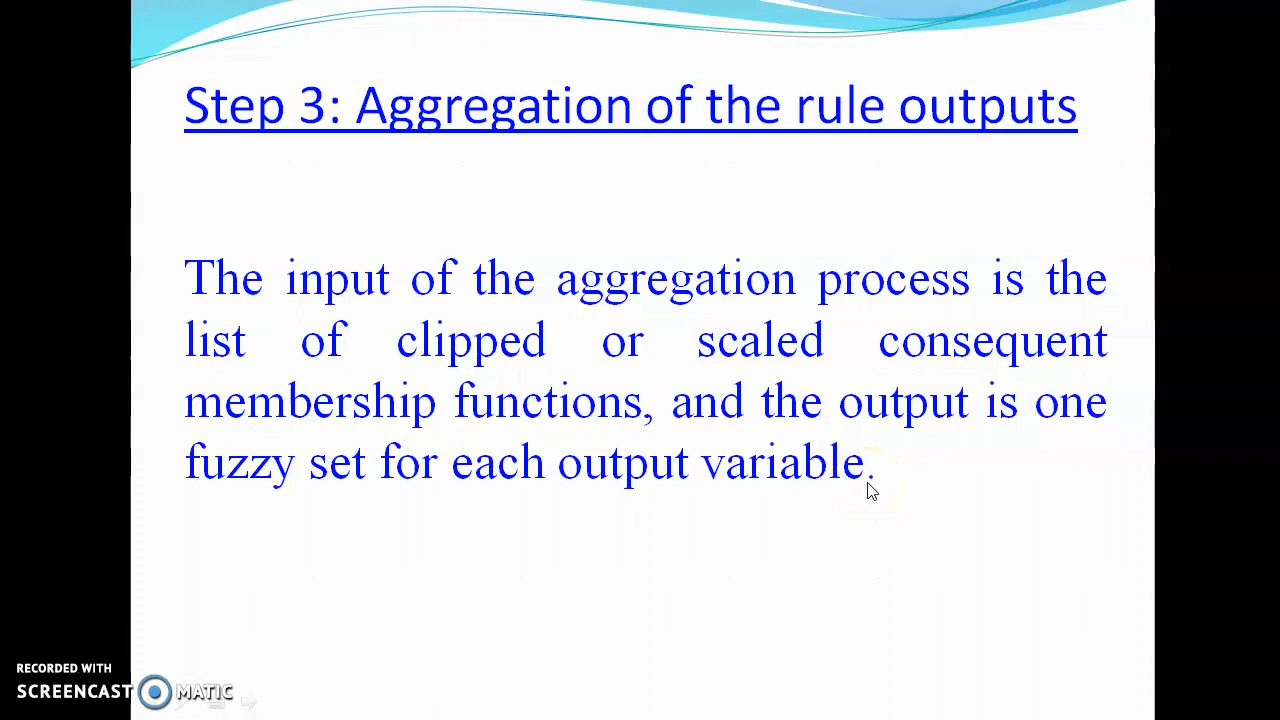 Step 3: Aggregation of the rule outputs
The input of the aggregation process is the
list of clipped or scaled consequent
membership functions, and the output is one
fuzzy set for each output variable.
RECORDED WITH
SCREENCAST MATIC